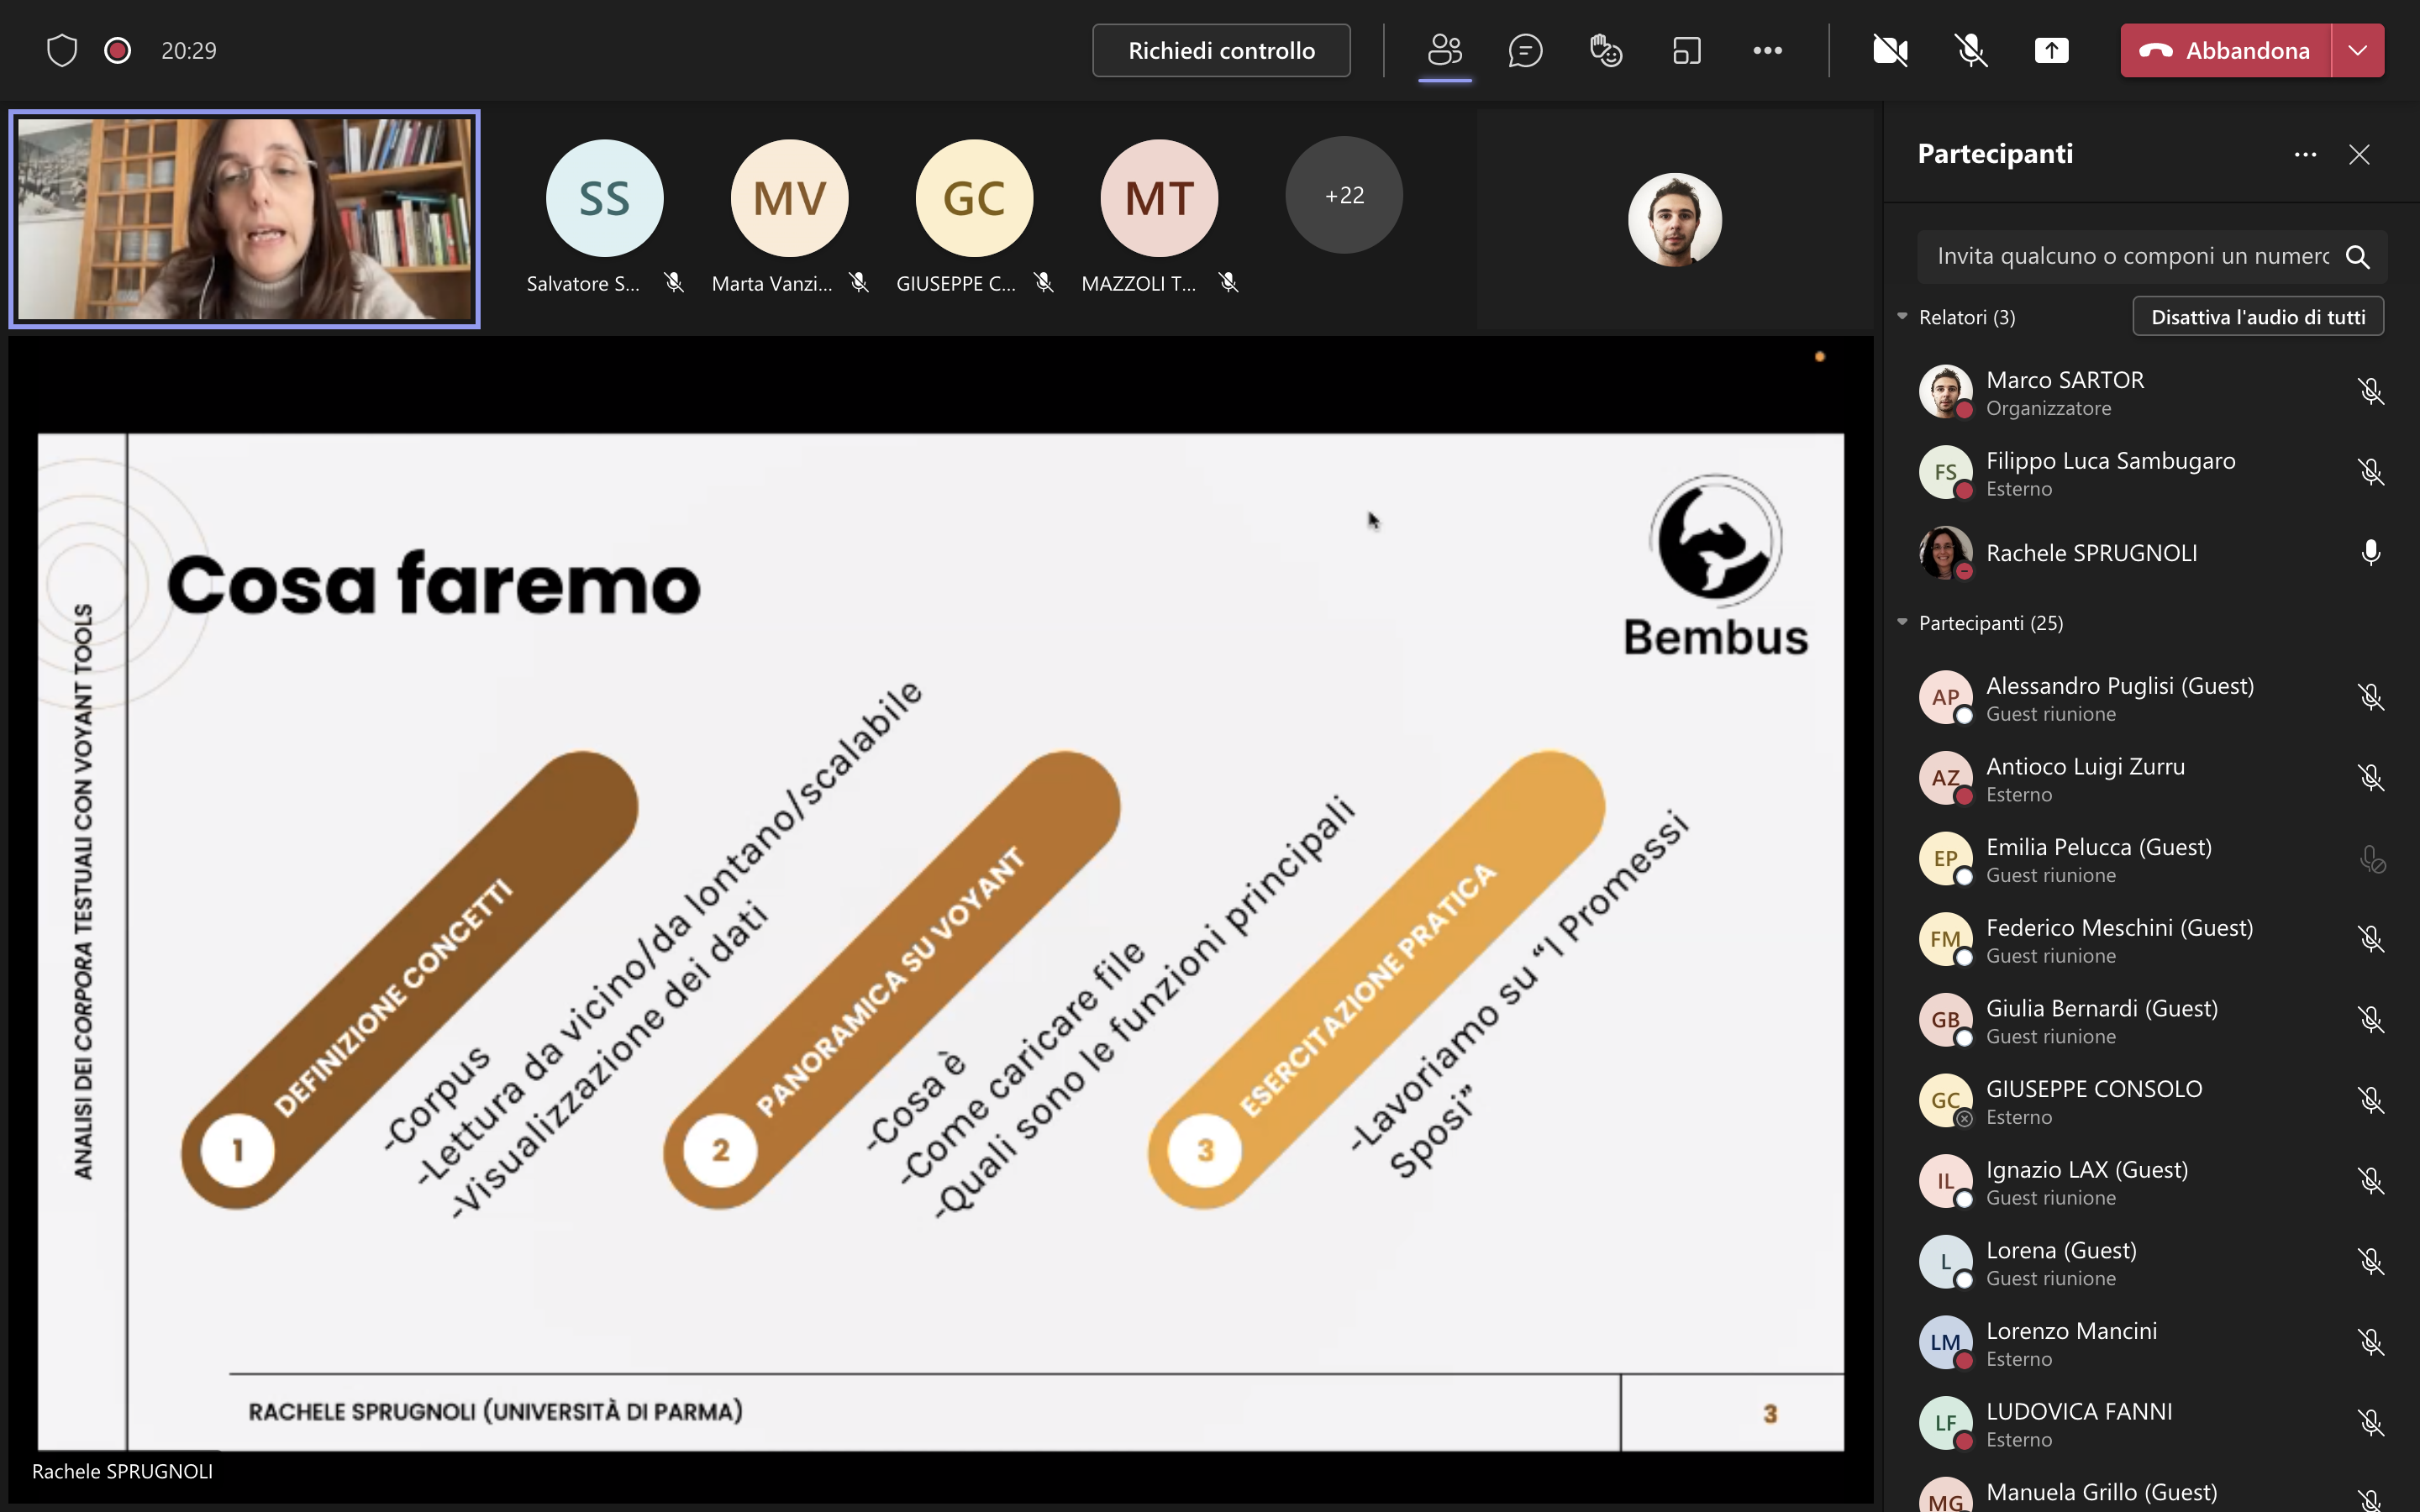 20:29
Richiedi controllo
Abbandona
SS
MV
GC
MT
+22
Salvatore S...
Marta Vanzi...
GIUSEPPE C...
MAZZOLI T...
Cosa faremo
Bembus
ANALISI DEI CORPORA TESTUALI CON VOYANT TOOLS
1
DEFINIZIONE CONCETTI
-Corpus
-Lettura da vicino/da lontano/scalabile
-Visualizzazione dei dati
2
PANORAMICA SU VOYANT
-Cosa è
-Come caricare file
-Quali sono le funzioni principali
3
ESERCITAZIONE PRATICA
-Lavoriamo su “I Promessi
Sposi”
RACHELE SPRUGNOLI (UNIVERSITÀ DI PARMA)
3
Rachele SPRUGNOLI
Partecipanti
Invita qualcuno o componi un numerc
Relatori (3)
Disattiva l'audio di tutti
Marco SARTOR
Organizzatore
FS
Filippo Luca Sambugaro
Esterno
Rachele SPRUGNOLI
Partecipanti (25)
AP
Alessandro Puglisi (Guest)
Guest riunione
AZ
Antioco Luigi Zurru
Esterno
EP
Emilia Pelucca (Guest)
Guest riunione
FM
Federico Meschini (Guest)
Guest riunione
GB
Giulia Bernardi (Guest)
Guest riunione
GC
GIUSEPPE CONSOLO
Esterno
IL
Ignazio LAX (Guest)
Guest riunione
L
Lorena (Guest)
Guest riunione
LM
Lorenzo Mancini
Esterno
LF
LUDOVICA FANNI
Esterno
MG
Manuela Grillo (Guest)